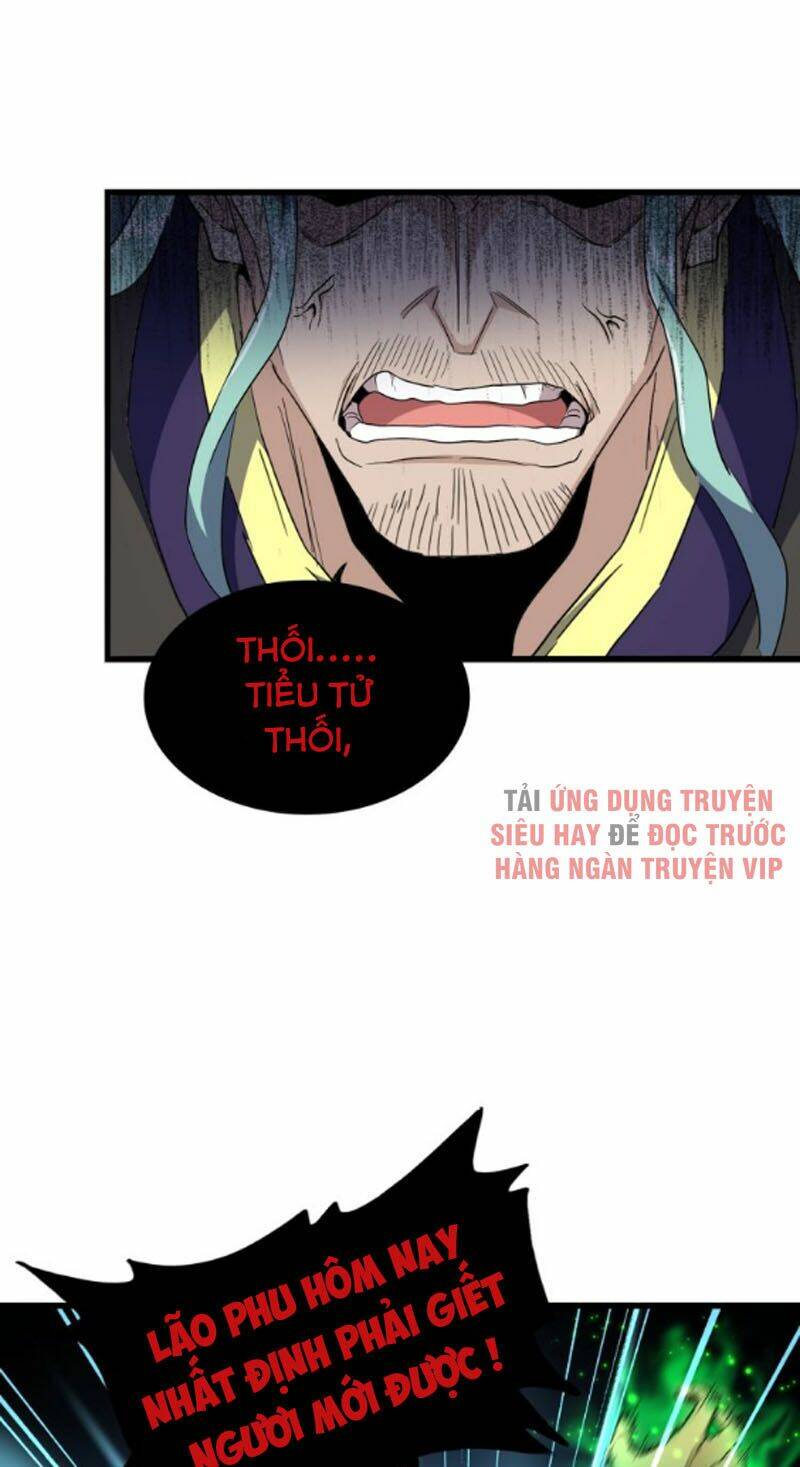 THỐI.....
TIỂU TỬ
THỐI,
TẢI ỨNG DỤNG TRUYỆN
SIÊU HAY ĐỂ ĐỌC TRƯỚC
HÀNG NGÀN TRUYỆN VIP
LÃO PHU HÔM NAY
NHẤT ĐỊNH PHẢI GIẾT
NGƯỜI MỚI ĐƯỢC !